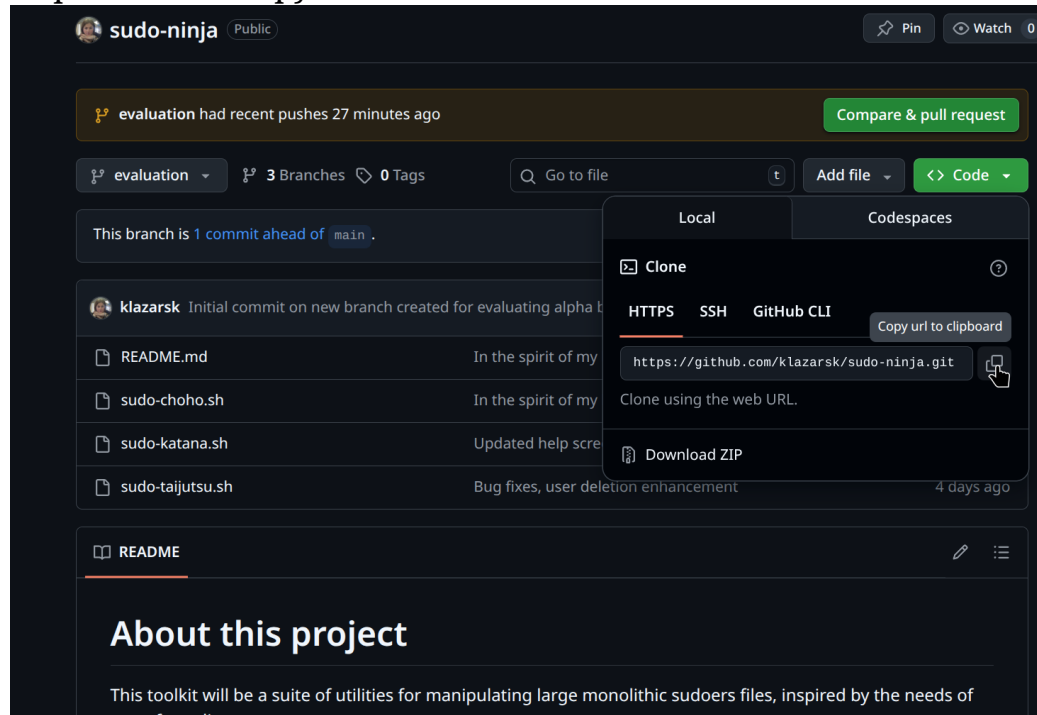 sudo-ninja Public
Pin
Watch 0
evaluation had recent pushes 27 minutes ago
Compare & pull request
evaluation
3 Branches
0 Tags
Go to file
t
Add file
Code
This branch is 1 commit ahead of main .
Local
Codespaces
Clone
HTTPS
SSH
GitHub CLI
Copy url to clipboard
https://github.com/klazarsk/sudo-ninja.git
Clone using the web URL.
Download ZIP
klazarsk Initial commit on new branch created for evaluating alpha
README.md In the spirit of my
sudo-choho.sh In the spirit of my
sudo-katana.sh Updated help scre
sudo-taijutsu.sh Bug fixes, user deletion enhancement 4 days ago
README
About this project
This toolkit will be a suite of utilities for manipulating large monolithic sudoers files, inspired by the needs of